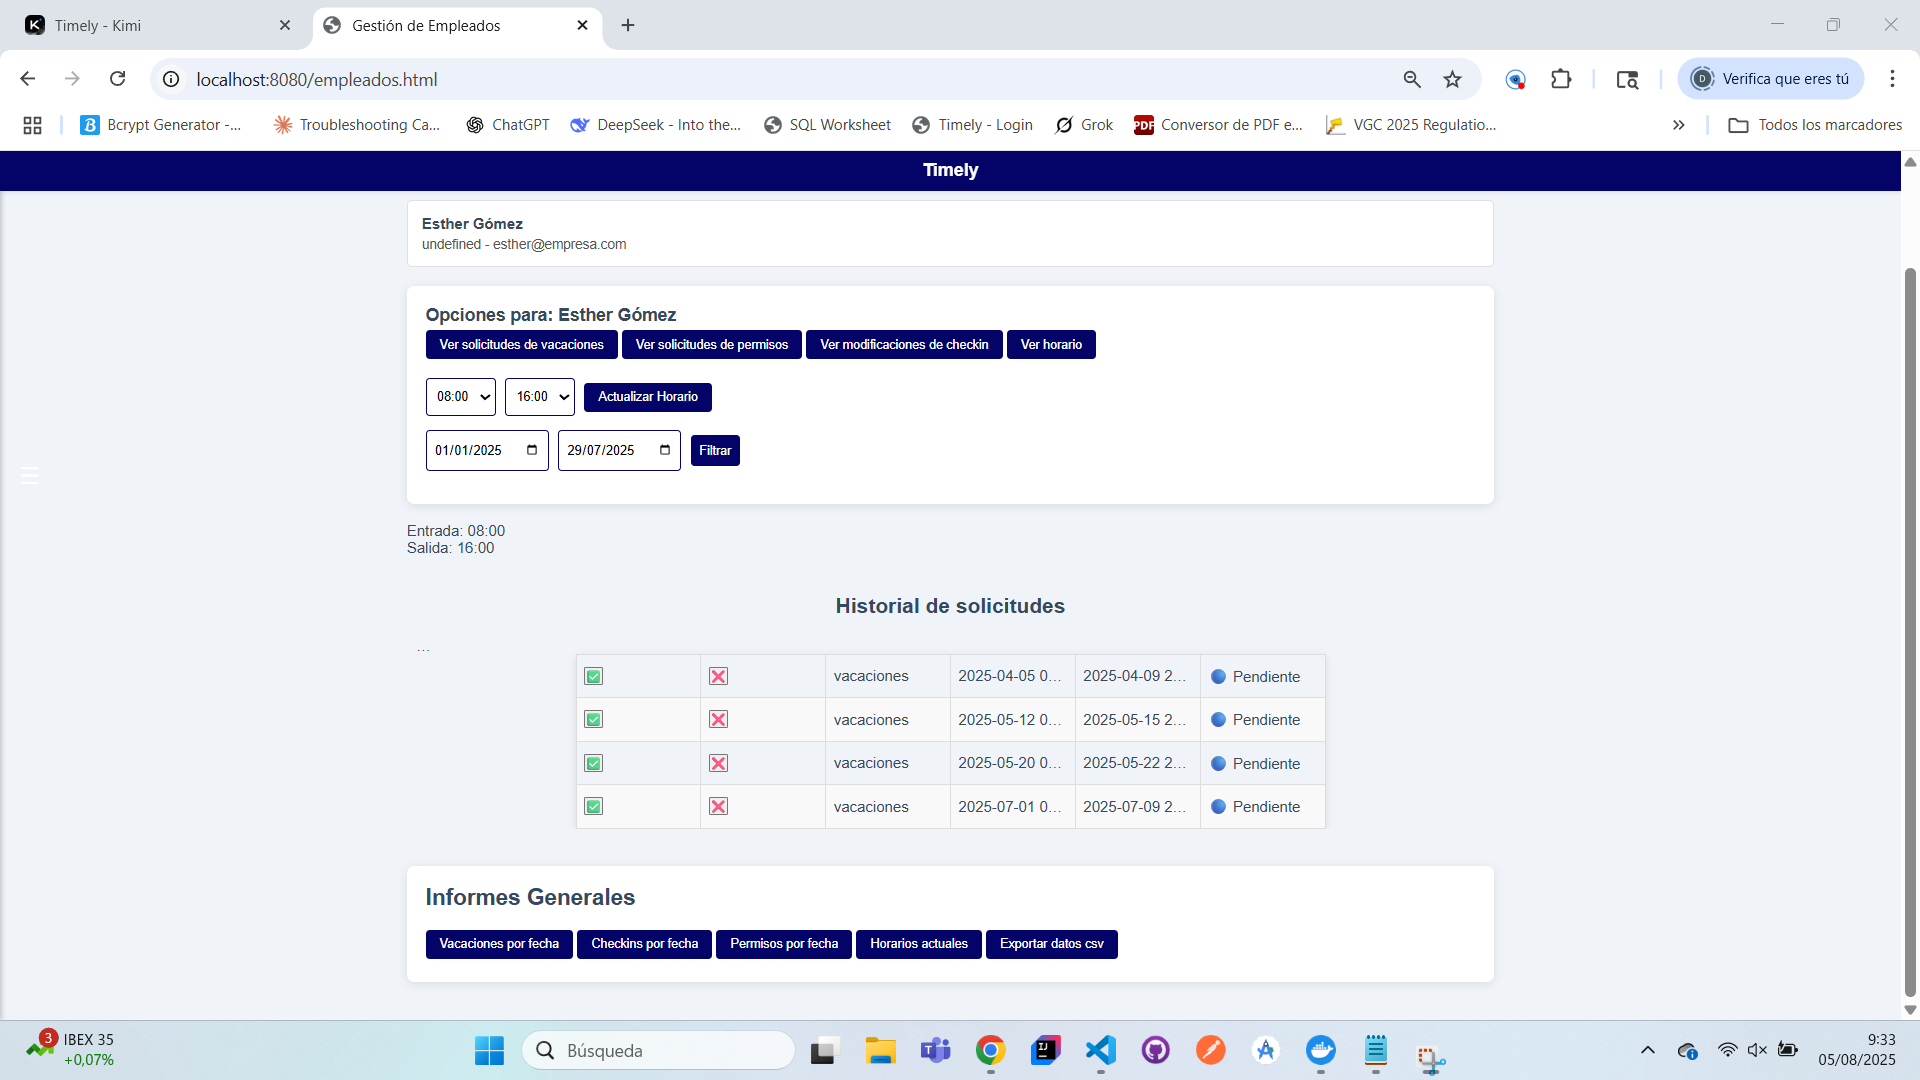 Timely - Kimi
Gestión de Empleados
localhost:8080/empleados.html
D
Verifica que eres tú
Bcrypt Generator -...
Troubleshooting Ca...
ChatGPT
DeepSeek - Into the...
SQL Worksheet
Timely - Login
Grok
PDF
Conversor de PDF e...
VGC 2025 Regulatio...
Todos los marcadores
Timely
Esther Gómez
undefined - esther@empresa.com
Opciones para: Esther Gómez
Ver solicitudes de vacaciones
Ver solicitudes de permisos
Ver modificaciones de checkin
Ver horario
08:00
16:00
Actualizar Horario
01/01/2025
29/07/2025
Filtrar
Entrada: 08:00
Salida: 16:00
Historial de solicitudes
...
vacaciones 2025-04-05 0... 2025-04-09 2... Pendiente
vacaciones 2025-05-12 0... 2025-05-15 2... Pendiente
vacaciones 2025-05-20 0... 2025-05-22 2... Pendiente
vacaciones 2025-07-01 0... 2025-07-09 2... Pendiente
Informes Generales
Vacaciones por fecha
Checkins por fecha
Permisos por fecha
Horarios actuales
Exportar datos csv
3
IBEX 35
+0,07%
Búsqueda
9:33
05/08/2025